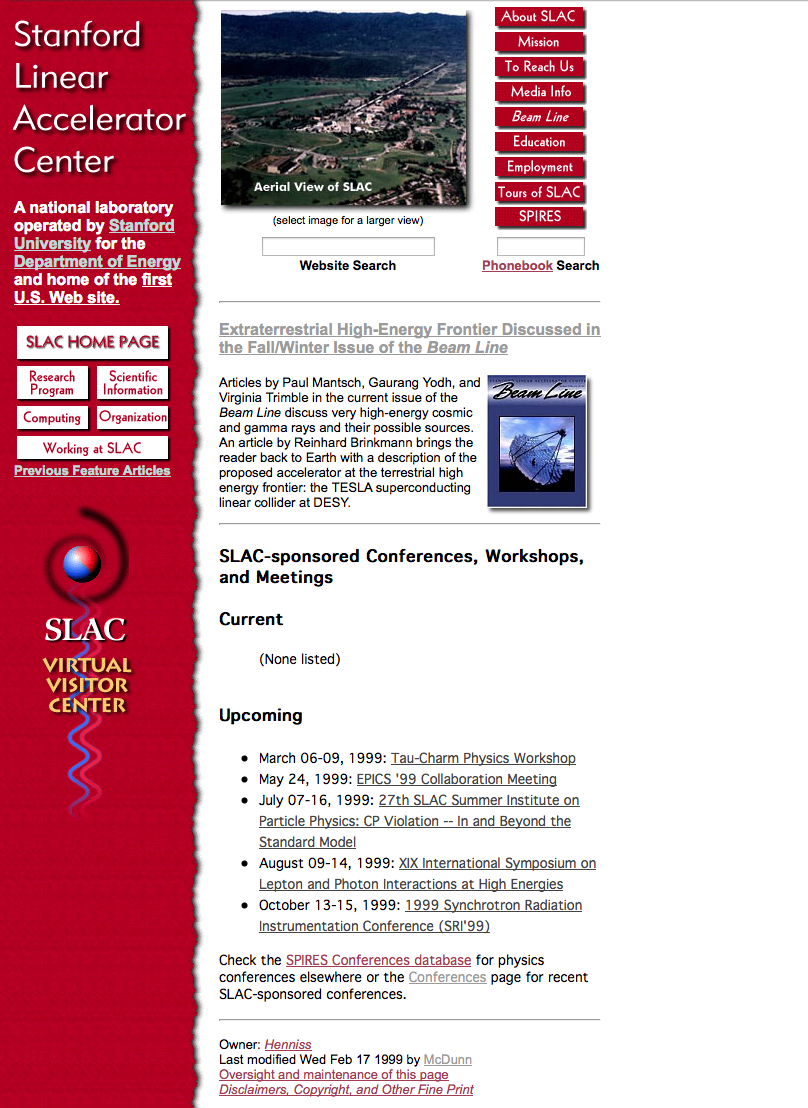 Stanford
Linear
Accelerator
Center
A national laboratory
operated by Stanford
University for the
Department of Energy
and home of the first
U.S. Web site.
SLAC HOME PAGE
Research
Program
Scientific
Information
Computing
Organization
Working at SLAC
Previous Feature Articles
SLAC
VIRTUAL
VISITOR
CENTER
Aerial View of SLAC
(select image for a larger view)
Website Search
About SLAC
Mission
To Reach Us
Media Info
Beam Line
Education
Employment
Tours of SLAC
SPIRES
Phonebook Search
Extraterrestrial High-Energy Frontier Discussed in
the Fall/Winter Issue of the Beam Line
Articles by Paul Mantsch, Gaurang Yodh, and
Virginia Trimble in the current issue of the
Beam Line discuss very high-energy cosmic
and gamma rays and their possible sources.
An article by Reinhard Brinkmann brings the
reader back to Earth with a description of the
proposed accelerator at the terrestrial high
energy frontier: the TESLA superconducting
linear collider at DESY.
Beam Line
SLAC-sponsored Conferences, Workshops,
and Meetings
Current
(None listed)
Upcoming
March 06-09, 1999: Tau-Charm Physics Workshop
May 24, 1999: EPICS '99 Collaboration Meeting
July 07-16, 1999: 27th SLAC Summer Institute on
Particle Physics: CP Violation -- In and Beyond the
Standard Model
August 09-14, 1999: XIX International Symposium on
Lepton and Photon Interactions at High Energies
October 13-15, 1999: 1999 Synchrotron Radiation
Instrumentation Conference (SRI'99)
Check the SPIRES Conferences database for physics
conferences elsewhere or the Conferences page for recent
SLAC-sponsored conferences.
Owner: Henniss
Last modified Wed Feb 17 1999 by McDunn
Oversight and maintenance of this page
Disclaimers, Copyright, and Other Fine Print